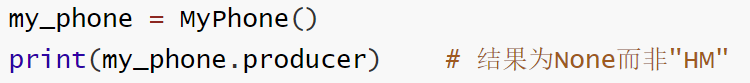 my_phone = MyPhone()
print(my_phone.producer)    # 结果为None而非"HM"